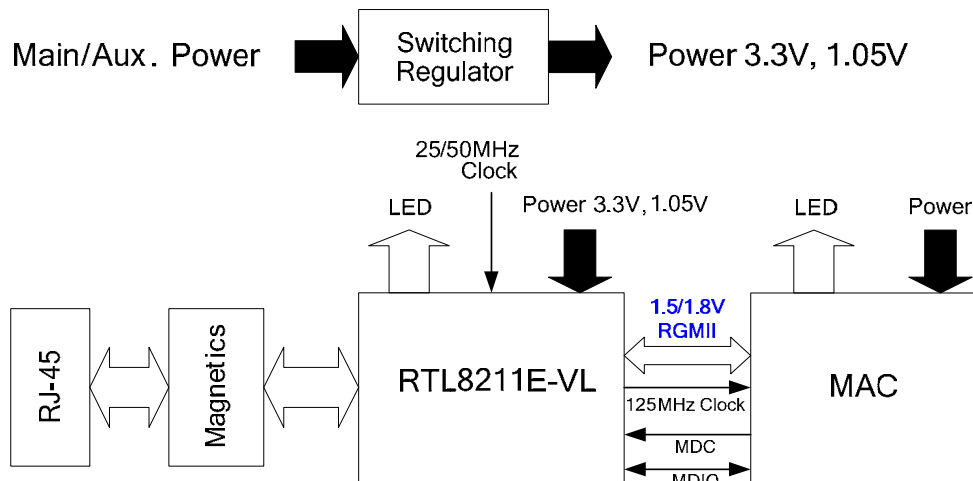 Main/Aux. Power
Switching
Regulator
Power 3.3V, 1.05V
25/50MHz
Clock
LED
Power 3.3V, 1.05V
LED
Power
RJ-45
Magnetics
RTL8211E-VL
1.5/1.8V
RGMII
125MHz Clock
MDC
MDIO
MAC